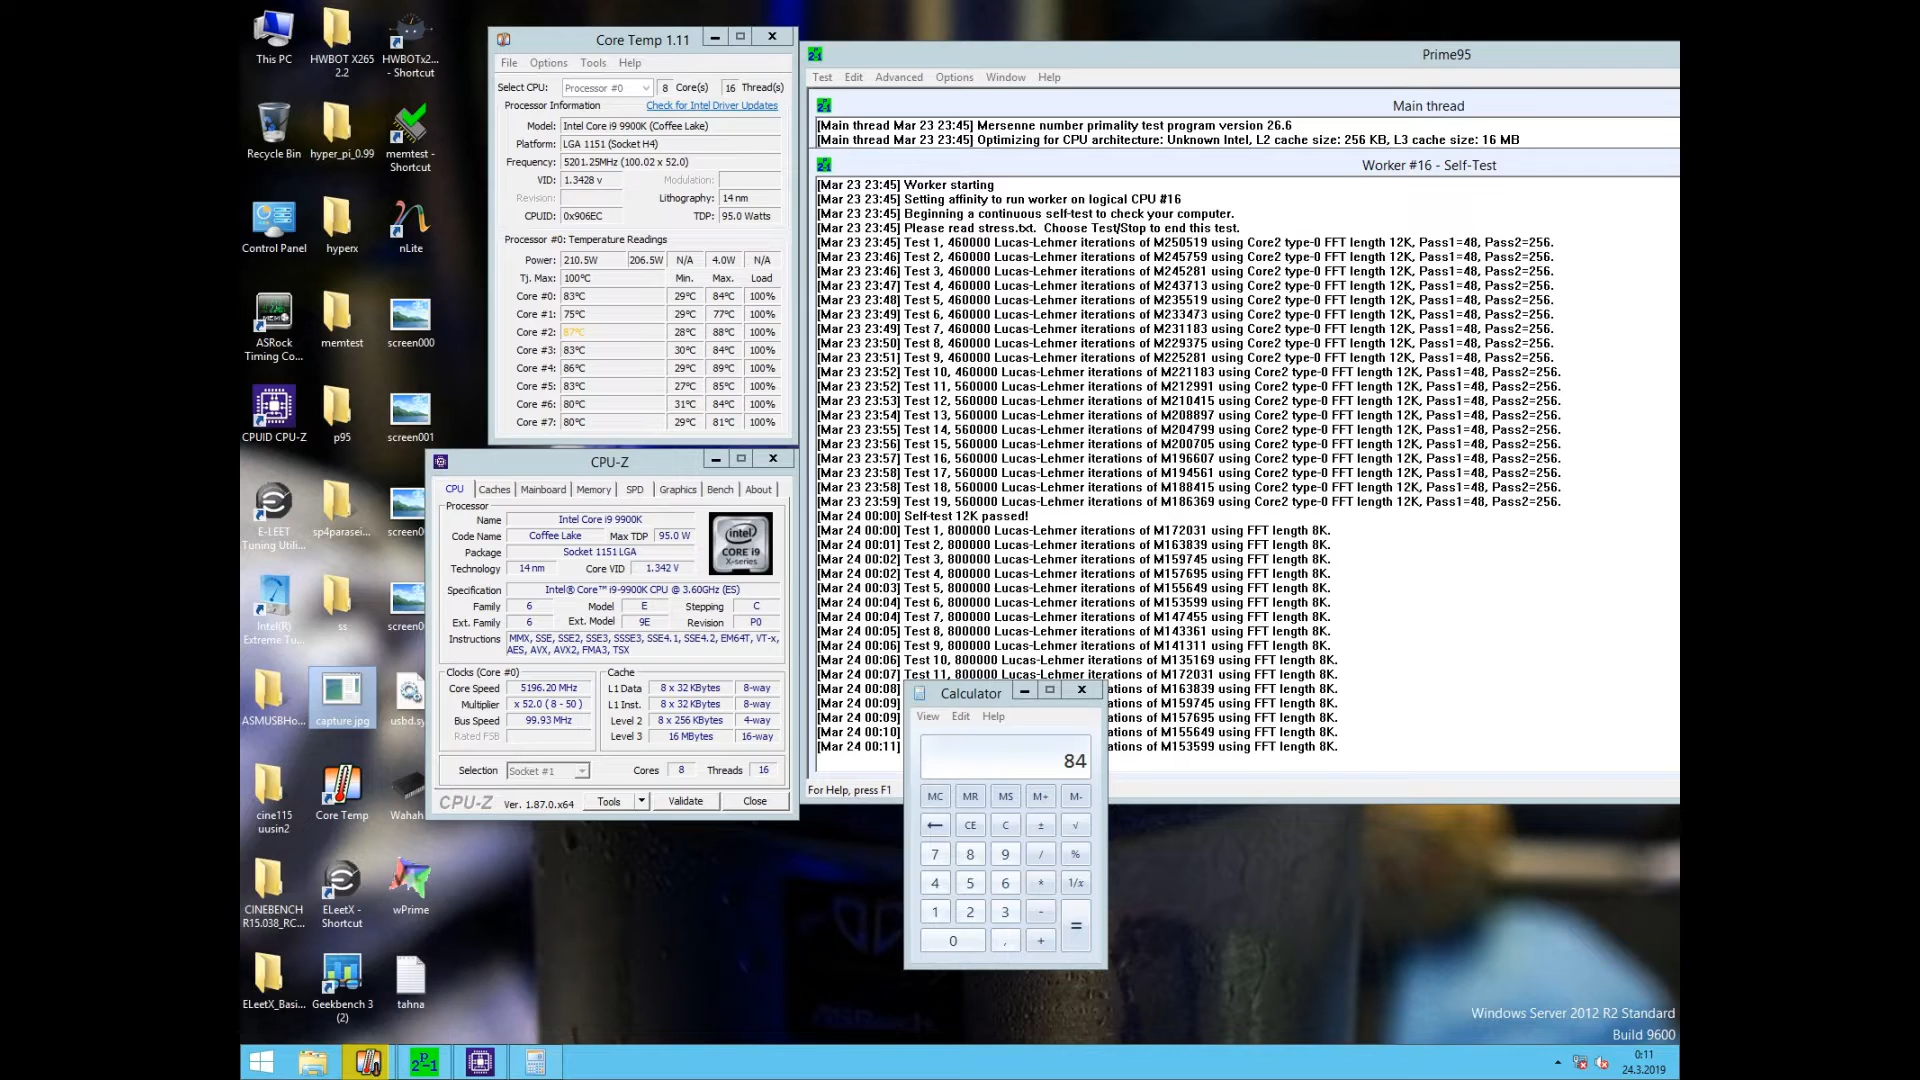 This PC
HWBOT X265 2.2
HWBOTx2... - Shortcut
Recycle Bin
hyper_pi_0.99
memtest - Shortcut
Control Panel
hyperx
nLite
ASRock Timing Co...
memtest
screen000
CPUID CPU-Z
p95
screen001
E-LEET Tuning Utili...
sp4parasei...
screen0
Intel(R) Extreme Tu...
ss
screen0
ASMUSBHo...
capture.jpg
usbd.sy
cine115 uusin2
Core Temp
Wahah
CINEBENCH R15.038_RC...
ELeetX - Shortcut
wPrime
ELeetX_Basi...
Geekbench 3 (2)
tahna
Core Temp 1.11
File Options Tools Help
Select CPU: Processor #0 8 Core(s) 16 Thread(s)
Processor Information Check for Intel Driver Updates
Model: Intel Core i9 9900K (Coffee Lake)
Platform: LGA 1151 (Socket H4)
Frequency: 5201.25MHz (100.02 x 52.0)
VID: 1.3428 v Modulation:
Revision: Lithography: 14 nm
CPUID: 0x906EC TDP: 95.0 Watts
Processor #0: Temperature Readings
Power: 210.5W 206.5W N/A 4.0W N/A
Tj. Max: 100°C Min. Max. Load
Core #0: 83°C 29°C 84°C 100%
Core #1: 75°C 29°C 77°C 100%
Core #2: 87°C 28°C 88°C 100%
Core #3: 83°C 30°C 84°C 100%
Core #4: 86°C 29°C 89°C 100%
Core #5: 83°C 27°C 85°C 100%
Core #6: 80°C 31°C 84°C 100%
Core #7: 80°C 29°C 81°C 100%
CPU-Z
CPU Caches Mainboard Memory SPD Graphics Bench About
Processor
Name Intel Core i9 9900K
Code Name Coffee Lake Max TDP 95.0 W
Package Socket 1151 LGA
Technology 14 nm Core VID 1.342 V
intel CORE i9 X-series
Specification Intel® Core™ i9-9900K CPU @ 3.60GHz (ES)
Family 6 Model E Stepping C
Ext. Family 6 Ext. Model 9E Revision P0
Instructions MMX, SSE, SSE2, SSE3, SSSE3, SSE4.1, SSE4.2, EM64T, VT-x,
AES, AVX, AVX2, FMA3, TSX
Clocks (Core #0) Cache
Core Speed 5196.20 MHz L1 Data 8 x 32 KBytes 8-way
Multiplier x 52.0 ( 8 - 50 ) L1 Inst. 8 x 32 KBytes 8-way
Bus Speed 99.93 MHz Level 2 8 x 256 KBytes 4-way
Rated FSB Level 3 16 MBytes 16-way
Selection Socket #1 Cores 8 Threads 16
CPU-Z Ver. 1.87.0.x64 Tools Validate Close
Prime95
Test Edit Advanced Options Window Help
Main thread
[Main thread Mar 23 23:45] Mersenne number primality test program version 26.6
[Main thread Mar 23 23:45] Optimizing for CPU architecture: Unknown Intel, L2 cache size: 256 KB, L3 cache size: 16 MB
Worker #16 - Self-Test
[Mar 23 23:45] Worker starting
[Mar 23 23:45] Setting affinity to run worker on logical CPU #16
[Mar 23 23:45] Beginning a continuous self-test to check your computer.
[Mar 23 23:45] Please read stress.txt. Choose Test/Stop to end this test.
[Mar 23 23:45] Test 1, 460000 Lucas-Lehmer iterations of M250519 using Core2 type-0 FFT length 12K, Pass1=48, Pass2=256.
[Mar 23 23:46] Test 2, 460000 Lucas-Lehmer iterations of M245759 using Core2 type-0 FFT length 12K, Pass1=48, Pass2=256.
[Mar 23 23:46] Test 3, 460000 Lucas-Lehmer iterations of M245281 using Core2 type-0 FFT length 12K, Pass1=48, Pass2=256.
[Mar 23 23:47] Test 4, 460000 Lucas-Lehmer iterations of M243713 using Core2 type-0 FFT length 12K, Pass1=48, Pass2=256.
[Mar 23 23:48] Test 5, 460000 Lucas-Lehmer iterations of M235519 using Core2 type-0 FFT length 12K, Pass1=48, Pass2=256.
[Mar 23 23:49] Test 6, 460000 Lucas-Lehmer iterations of M233473 using Core2 type-0 FFT length 12K, Pass1=48, Pass2=256.
[Mar 23 23:49] Test 7, 460000 Lucas-Lehmer iterations of M231183 using Core2 type-0 FFT length 12K, Pass1=48, Pass2=256.
[Mar 23 23:50] Test 8, 460000 Lucas-Lehmer iterations of M229375 using Core2 type-0 FFT length 12K, Pass1=48, Pass2=256.
[Mar 23 23:51] Test 9, 460000 Lucas-Lehmer iterations of M225281 using Core2 type-0 FFT length 12K, Pass1=48, Pass2=256.
[Mar 23 23:52] Test 10, 460000 Lucas-Lehmer iterations of M221183 using Core2 type-0 FFT length 12K, Pass1=48, Pass2=256.
[Mar 23 23:52] Test 11, 560000 Lucas-Lehmer iterations of M212991 using Core2 type-0 FFT length 12K, Pass1=48, Pass2=256.
[Mar 23 23:53] Test 12, 560000 Lucas-Lehmer iterations of M210415 using Core2 type-0 FFT length 12K, Pass1=48, Pass2=256.
[Mar 23 23:54] Test 13, 560000 Lucas-Lehmer iterations of M208897 using Core2 type-0 FFT length 12K, Pass1=48, Pass2=256.
[Mar 23 23:55] Test 14, 560000 Lucas-Lehmer iterations of M204799 using Core2 type-0 FFT length 12K, Pass1=48, Pass2=256.
[Mar 23 23:56] Test 15, 560000 Lucas-Lehmer iterations of M200705 using Core2 type-0 FFT length 12K, Pass1=48, Pass2=256.
[Mar 23 23:57] Test 16, 560000 Lucas-Lehmer iterations of M196607 using Core2 type-0 FFT length 12K, Pass1=48, Pass2=256.
[Mar 23 23:58] Test 17, 560000 Lucas-Lehmer iterations of M194561 using Core2 type-0 FFT length 12K, Pass1=48, Pass2=256.
[Mar 23 23:58] Test 18, 560000 Lucas-Lehmer iterations of M188415 using Core2 type-0 FFT length 12K, Pass1=48, Pass2=256.
[Mar 23 23:59] Test 19, 560000 Lucas-Lehmer iterations of M186369 using Core2 type-0 FFT length 12K, Pass1=48, Pass2=256.
[Mar 24 00:00] Self-test 12K passed!
[Mar 24 00:00] Test 1, 800000 Lucas-Lehmer iterations of M172031 using FFT length 8K.
[Mar 24 00:01] Test 2, 800000 Lucas-Lehmer iterations of M163839 using FFT length 8K.
[Mar 24 00:02] Test 3, 800000 Lucas-Lehmer iterations of M159745 using FFT length 8K.
[Mar 24 00:02] Test 4, 800000 Lucas-Lehmer iterations of M157695 using FFT length 8K.
[Mar 24 00:03] Test 5, 800000 Lucas-Lehmer iterations of M155649 using FFT length 8K.
[Mar 24 00:04] Test 6, 800000 Lucas-Lehmer iterations of M153599 using FFT length 8K.
[Mar 24 00:04] Test 7, 800000 Lucas-Lehmer iterations of M147455 using FFT length 8K.
[Mar 24 00:05] Test 8, 800000 Lucas-Lehmer iterations of M143361 using FFT length 8K.
[Mar 24 00:06] Test 9, 800000 Lucas-Lehmer iterations of M141311 using FFT length 8K.
[Mar 24 00:06] Test 10, 800000 Lucas-Lehmer iterations of M135169 using FFT length 8K.
[Mar 24 00:07] Test 11, 800000 Lucas-Lehmer iterations of M172031 using FFT length 8K.
[Mar 24 00:08] ations of M163839 using FFT length 8K.
[Mar 24 00:09] ations of M159745 using FFT length 8K.
[Mar 24 00:09] ations of M157695 using FFT length 8K.
[Mar 24 00:10] ations of M155649 using FFT length 8K.
[Mar 24 00:11] ations of M153599 using FFT length 8K.
For Help, press F1
Calculator
View Edit Help
84
MC MR MS M+ M-
← CE C ± √
7 8 9 / %
4 5 6 * 1/x
1 2 3 - =
0 , +
Windows Server 2012 R2 Standard
Build 9600
0:11
24.3.2019